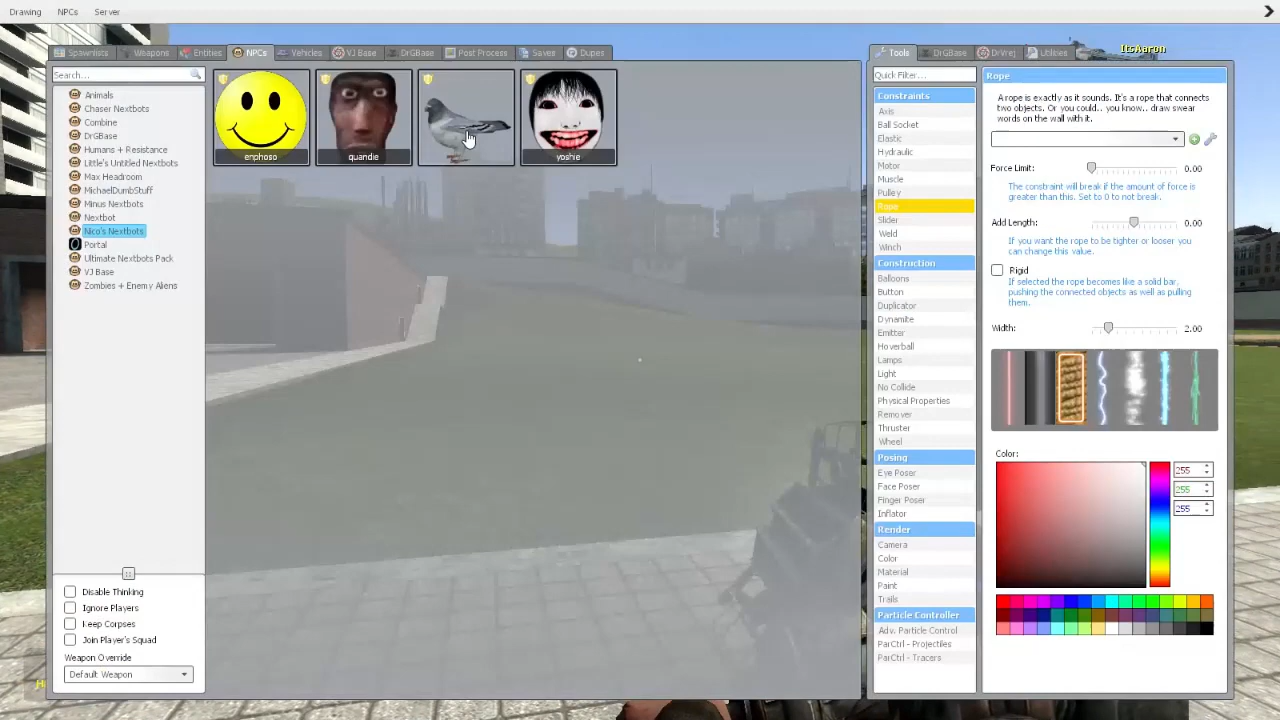 Drawing NPCs Server
ItsAaron
Spawnlists Weapons Entities NPCs Vehicles VJ Base DrGBase Post Process Saves Dupes
Search...
Animals
Chaser Nextbots
Combine
DrGBase
Humans + Resistance
Little's Untitled Nextbots
Max Headroom
MichaelDumbStuff
Minus Nextbots
Nextbot
Nico's Nextbots
Portal
Ultimate Nextbots Pack
VJ Base
Zombies + Enemy Aliens
enphoso
quandie
yoshie
Disable Thinking
Ignore Players
Keep Corpses
Join Player's Squad
Weapon Override
Default Weapon
Tools DrGBase DrVrej Utilities
Quick Filter...
Constraints
Axis
Ball Socket
Elastic
Hydraulic
Motor
Muscle
Pulley
Rope
Slider
Weld
Winch
Construction
Balloons
Button
Duplicator
Dynamite
Emitter
Hoverball
Lamps
Light
No Collide
Physical Properties
Remover
Thruster
Wheel
Posing
Eye Poser
Face Poser
Finger Poser
Inflator
Render
Camera
Color
Material
Paint
Trails
Particle Controller
Adv. Particle Control
ParCtrl - Projectiles
ParCtrl - Tracers
Rope
A rope is exactly as it sounds. It's a rope that connects
two objects. Or you could.. you know.. draw swear
words on the wall with it.
Force Limit: 0.00
The constraint will break if the amount of force is
greater than this. Set to 0 to not break.
Add Length: 0.00
If you want the rope to be tighter or looser you
can change this value.
Rigid
If selected the rope becomes like a solid bar,
pushing the connected objects as well as pulling
them.
Width: 2.00
Color:
255
255
255